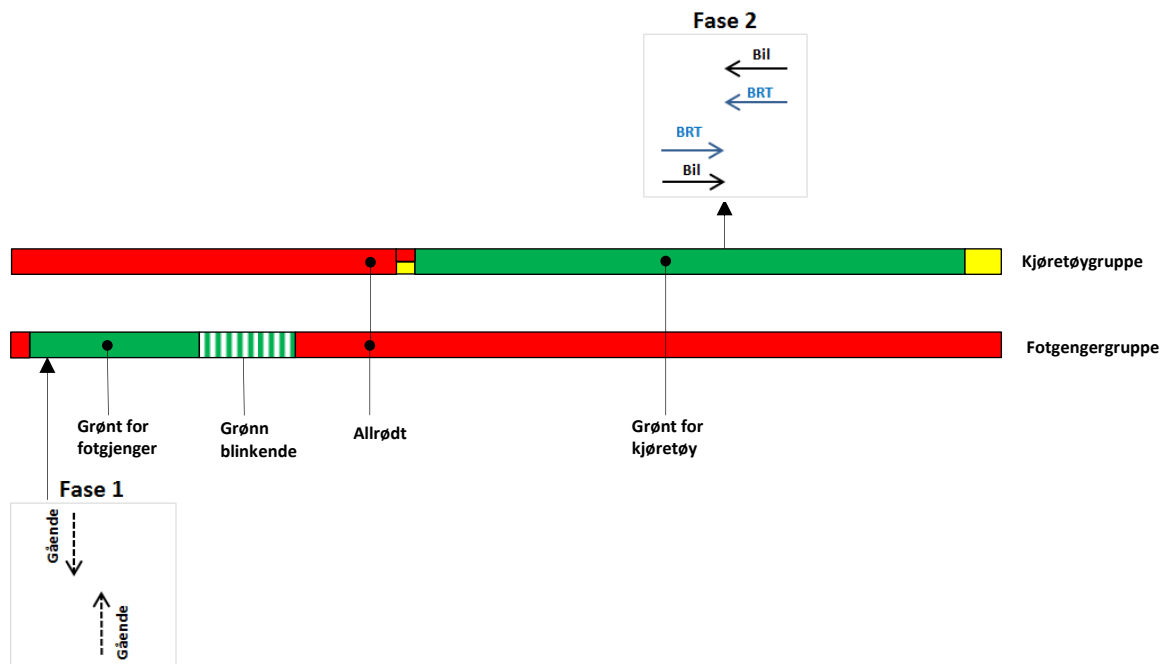 Fase 2
Bil
BRT
BRT
Bil
Kjøretøygruppe
Fotgengergruppe
Grønt for
fotgjenger
Grønn
blinkende
Allrødt
Grønt for
kjøretøy
Fase 1
Gående
Gående